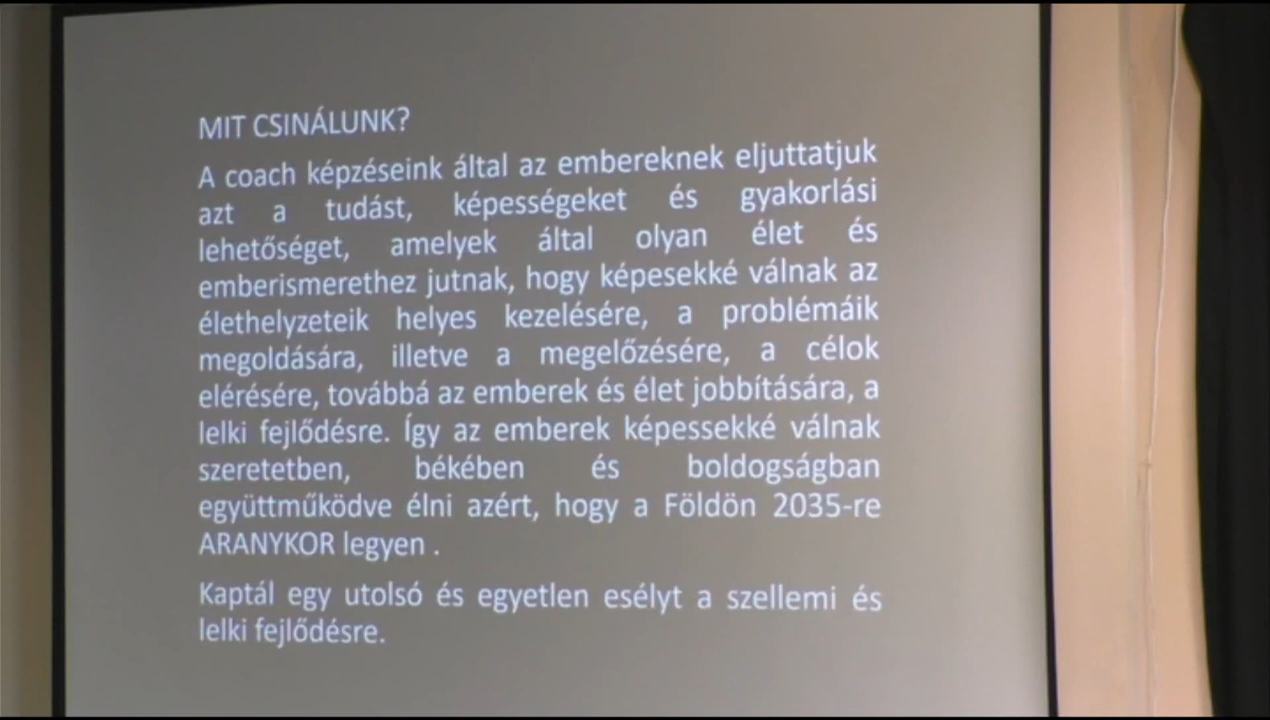 MIT CSINÁLUNK?
A coach képzéseink által az embereknek eljuttatjuk
azt a tudást, képességeket és gyakorlási
lehetőséget, amelyek által olyan élet és
emberismerethez jutnak, hogy képesekké válnak az
élethelyzeteik helyes kezelésére, a problémáik
megoldására, illetve a megelőzésére, a célok
elérésére, továbbá az emberek és élet jobbítására, a
lelki fejlődésre. Így az emberek képessekké válnak
szeretetben, békében és boldogságban
együttműködve élni azért, hogy a Földön 2035-re
ARANYKOR legyen .
Kaptál egy utolsó és egyetlen esélyt a szellemi és
lelki fejlődésre.